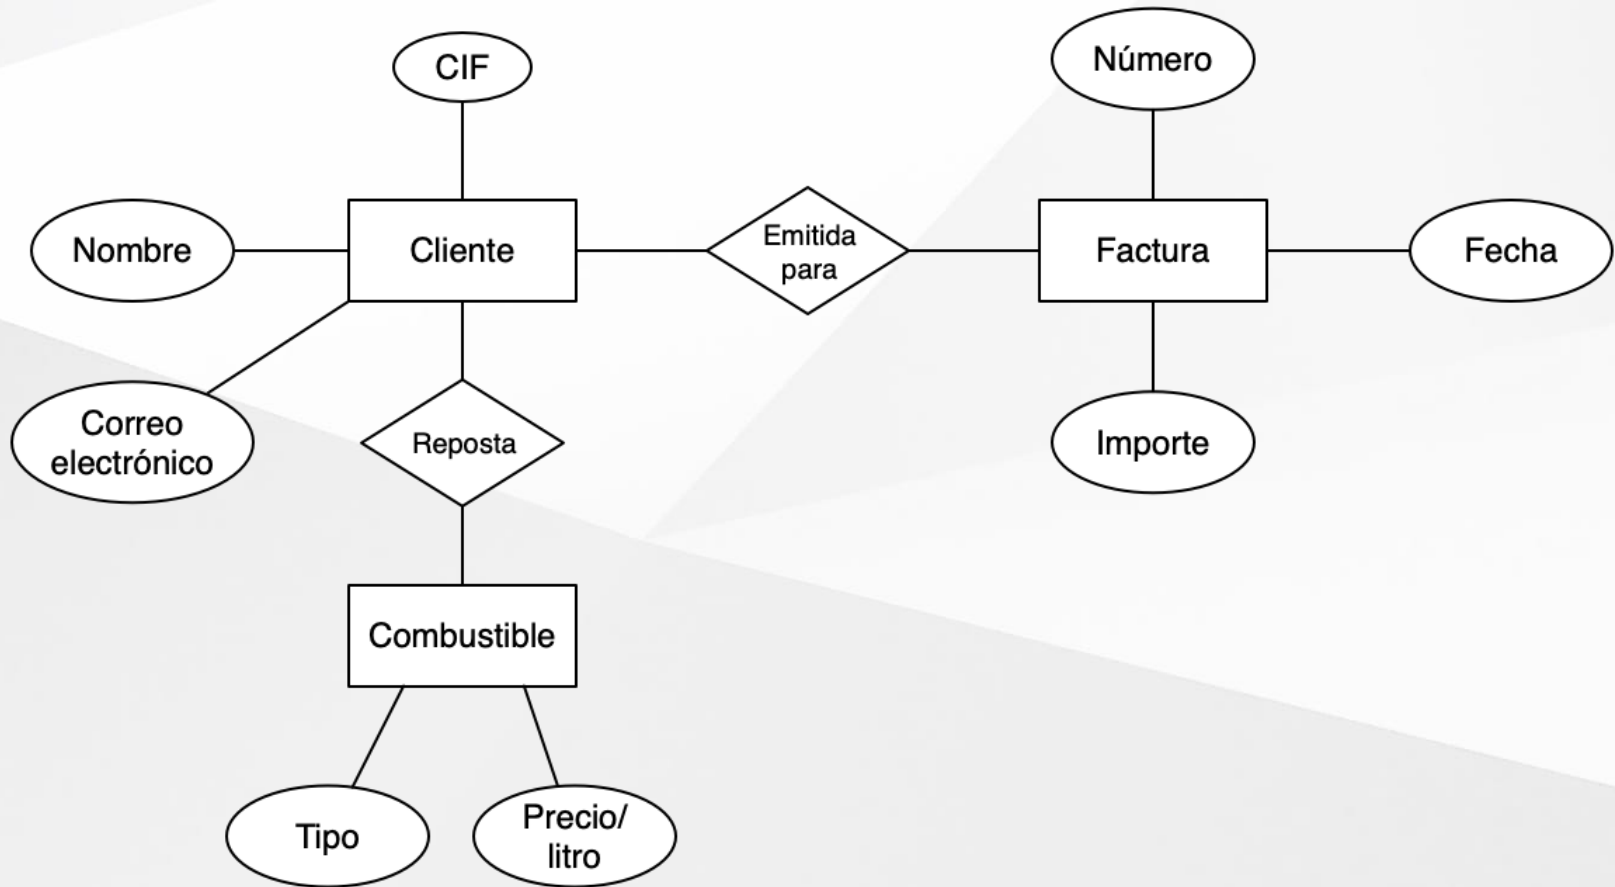 CIF
Número
Nombre
Cliente
Emitida
para
Factura
Fecha
Correo
electrónico
Reposta
Importe
Combustible
Tipo
Precio/
litro